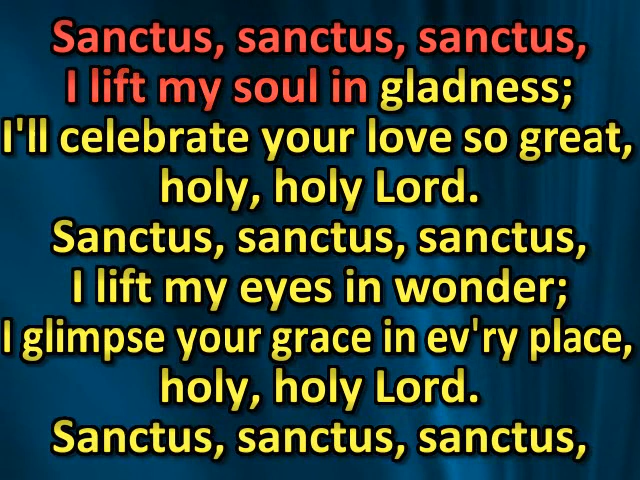 Sanctus, sanctus, sanctus,
I lift my soul in gladness;
I'll celebrate your love so great,
holy, holy Lord.
Sanctus, sanctus, sanctus,
I lift my eyes in wonder;
I glimpse your grace in ev'ry place,
holy, holy Lord.
Sanctus, sanctus, sanctus,